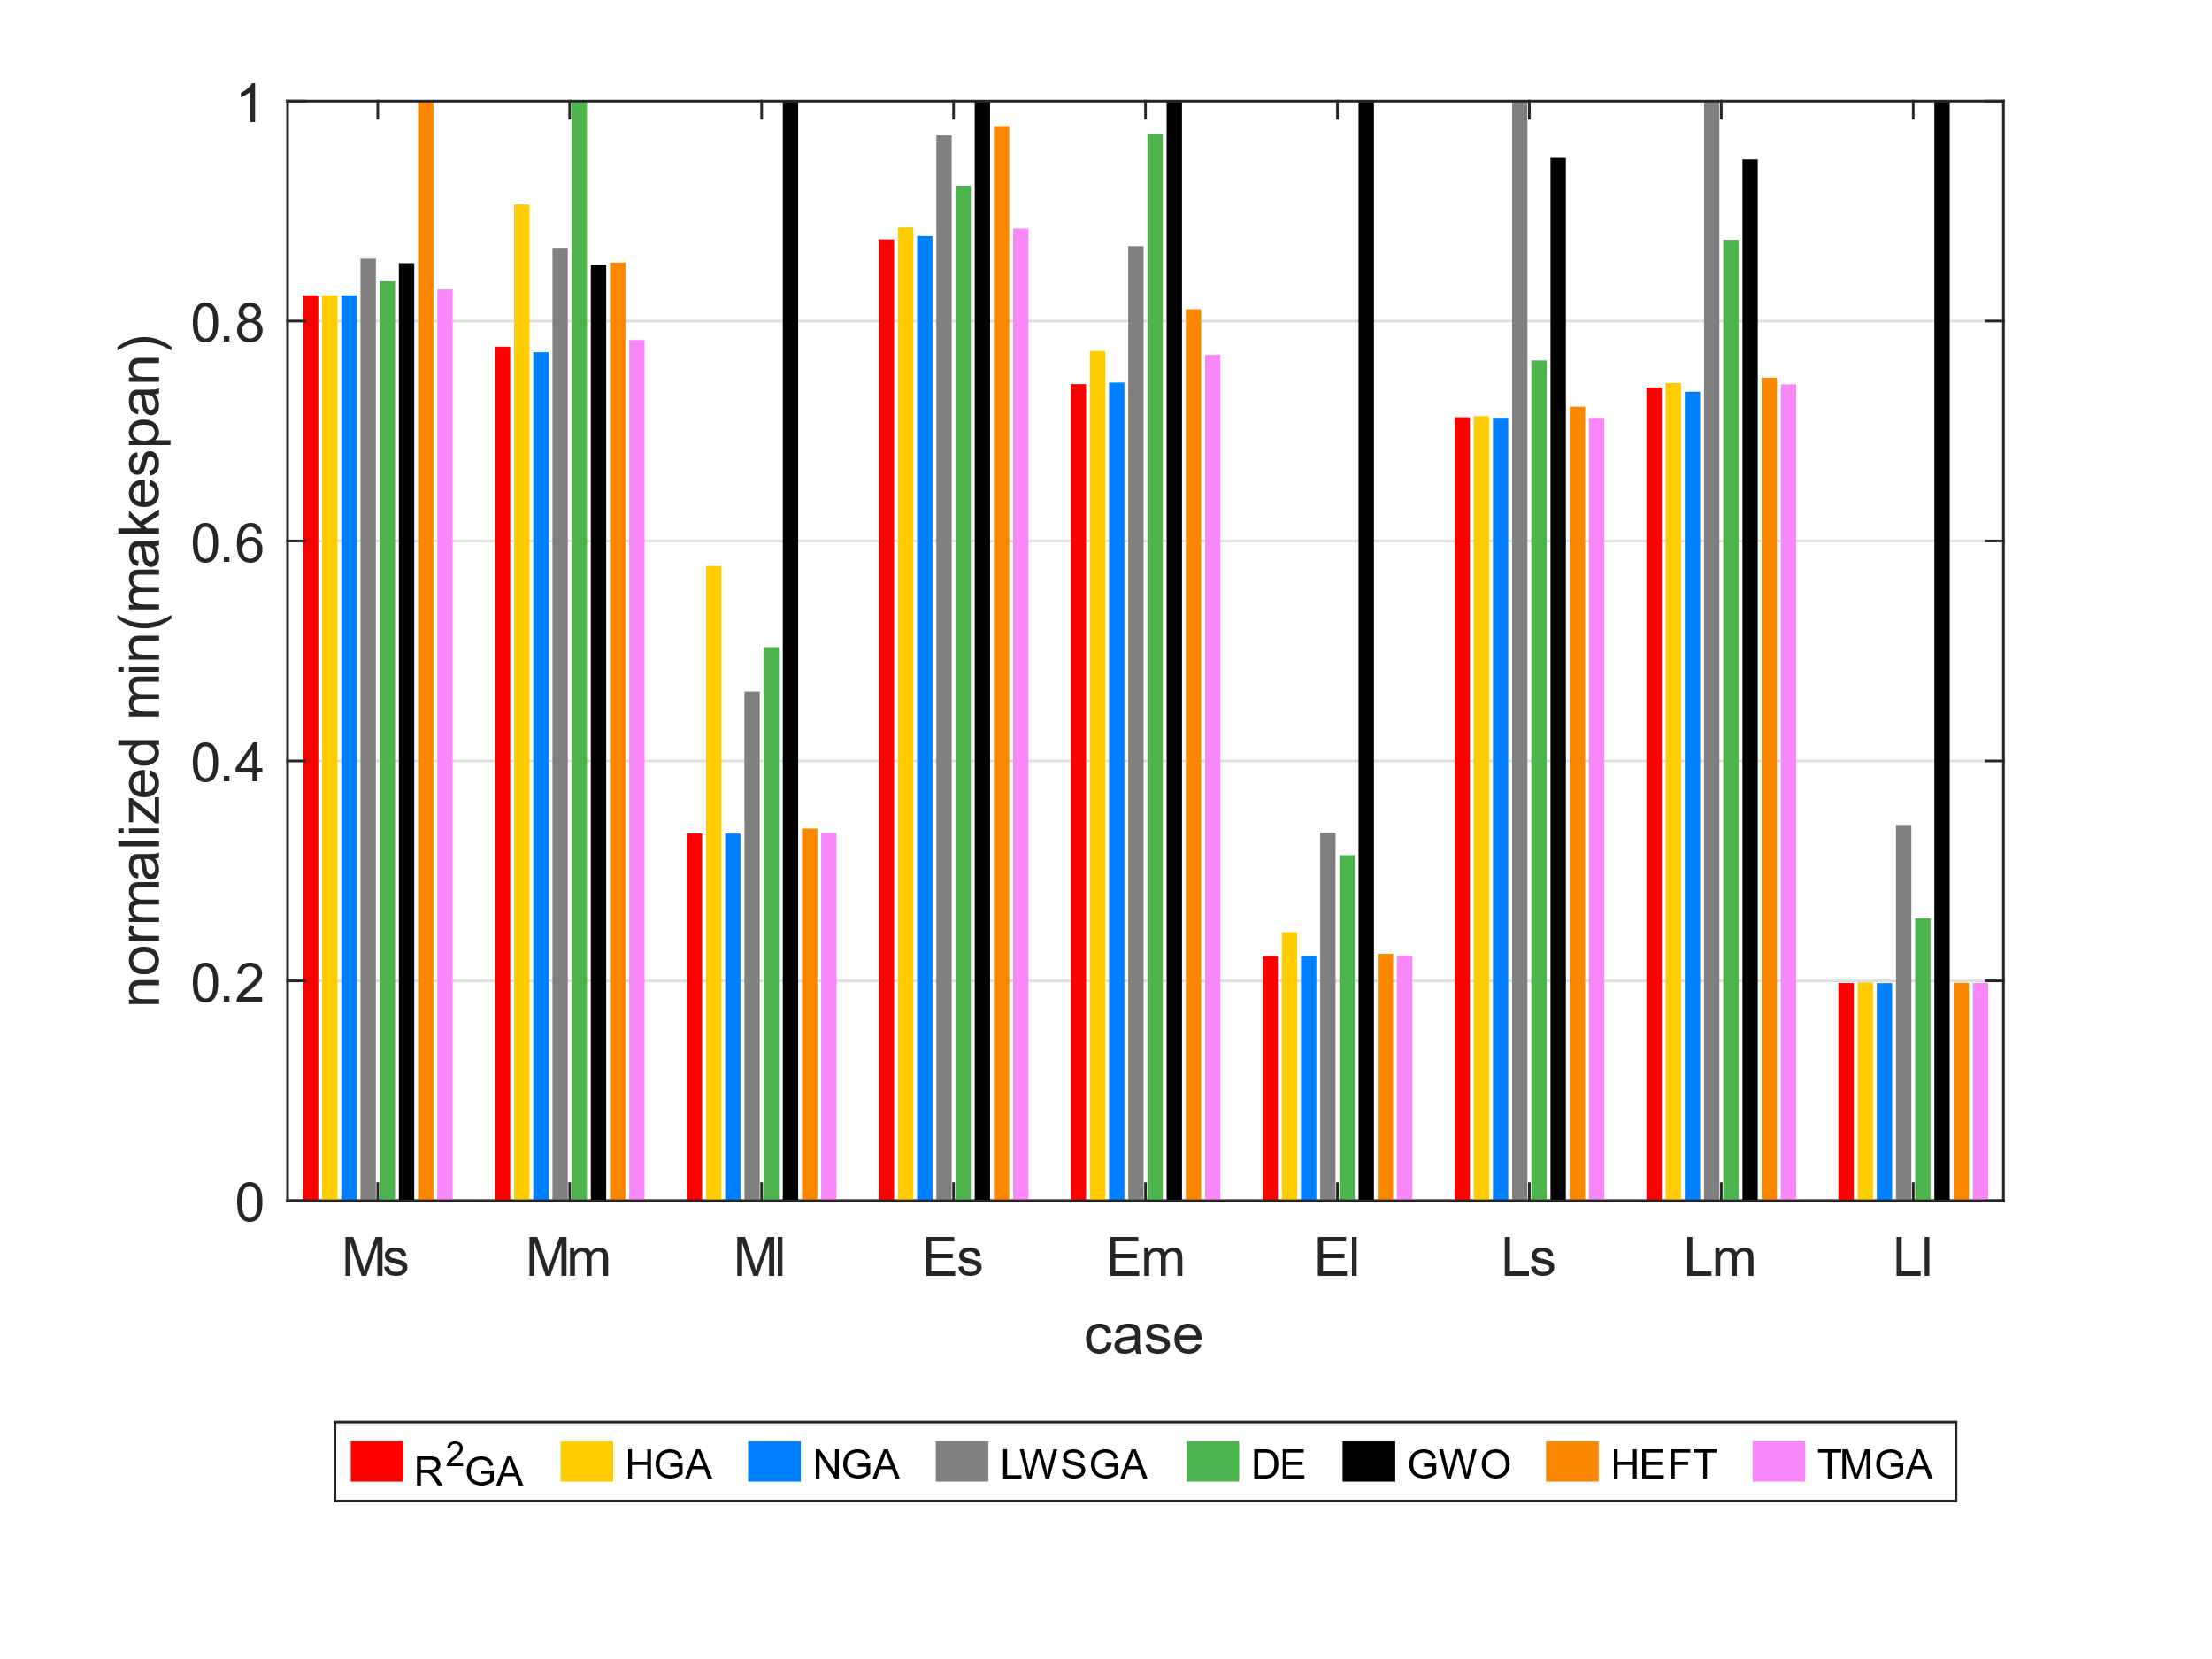 1
0.8
0.6
0.4
0.2
0
normalized min(makespan)
Ms Mm Ml Es Em El Ls Lm Ll
case
R²GA HGA NGA LWSGA DE GWO HEFT TMGA